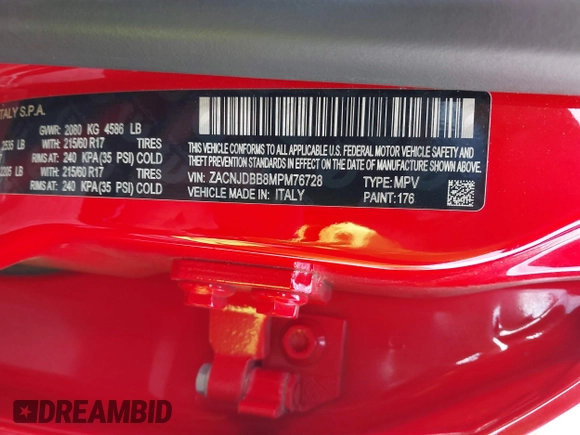 ITALY S.P.A.
GVWR: 2080 KG 4586 LB
2535 LB WITH: 215/60 R17 TIRES
RIMS AT: 240 KPA(35 PSI) COLD
LB WITH: 215/60 R17 TIRES
RIMS AT: 240 KPA(35 PSI) COLD
THIS VEHICLE CONFORMS TO ALL APPLICABLE U.S. FEDERAL MOTOR VEHICLE
SAFETY STANDARDS IN EFFECT ON THE DATE OF MANUFACTURE SHOWN ABOVE.
VIN: ZACNJDBB8MPM76728 TYPE: MPV
VEHICLE MADE IN: ITALY PAINT: 176
DREAMBID